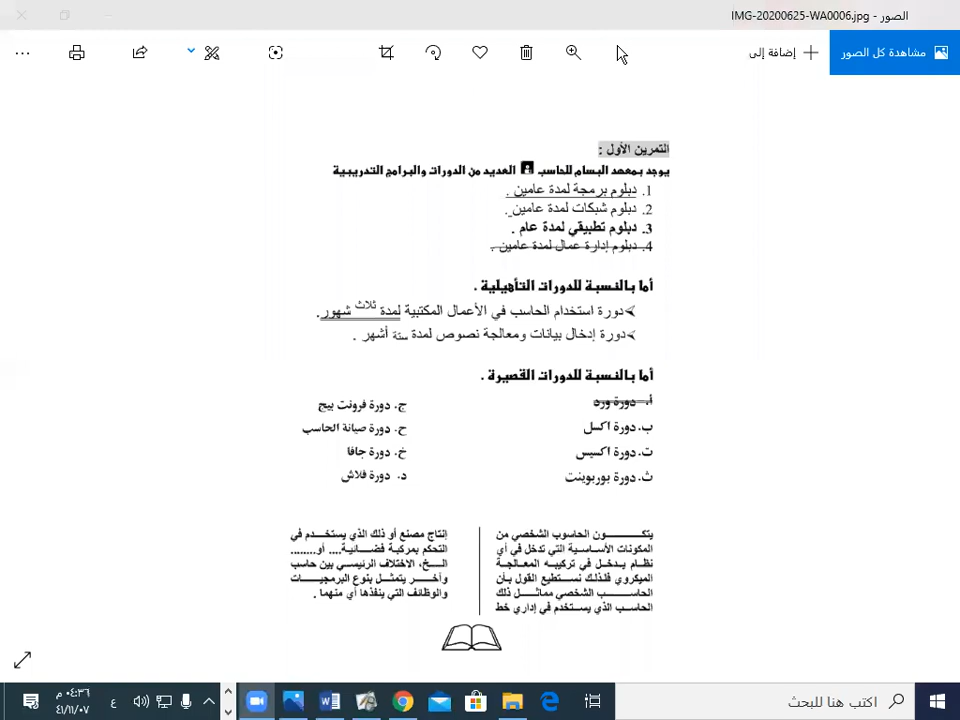 الصور - IMG-20200625-WA0006.jpg
مشاهدة كل الصور
إضافة إلى
التمرين الأول :
يوجد بمعهد البسام للحاسب العديد من الدورات والبرامج التدريبية
1. دبلوم برمجة لمدة عامين .
2. دبلوم شبكات لمدة عامين .
3. دبلوم تطبيقي لمدة عام .
4. دبلوم إدارة عمال لمدة عامين .
أما بالنسبة للدورات التأهيلية .
دورة استخدام الحاسب في الأعمال المكتبية لمدة ثلاث شهور.
دورة إدخال بيانات ومعالجة نصوص لمدة ستة أشهر .
أما بالنسبة للدورات القصيرة .
أ. دورة ورد
ب. دورة اكسل
ت. دورة اكسيس
ث. دورة بوربوينت
ج. دورة فرونت بيج
ح. دورة صيانة الحاسب
خ. دورة جافا
د. دورة فلاش
يتكـــــون الحاسوب الشخصي من
المكونات الأساسية التي تدخل في أي
نظام يدخل في تركيبه المعالجة
الميكروي فلذلك نستطيع القول بأن
الحاسب الشخصي مماثل ذلك
الحاسب الذي يستخدم في إداري خط
إنتاج مصنع أو ذلك الذي يستخدم في
التحكم بمركبة فضائية.... أو........
الخ، الاختلاف الرئيسي بين حاسب
وآخر يتمثل بنوع البرمجيات
والوظائف التي ينفذها أي منهما .
اكتب هنا للبحث
ع
٠٤:٣٦ م
٤١/١١/٠٧